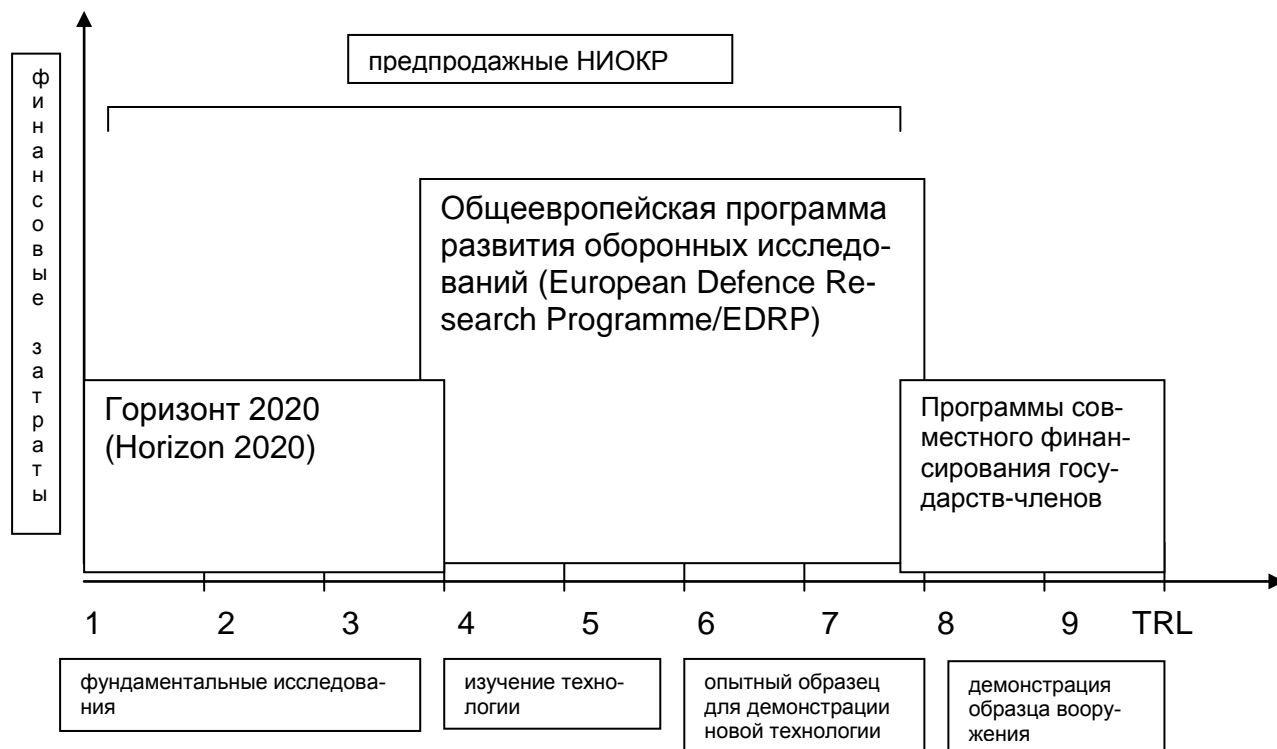 предпродажные НИОКР
финансовые затраты
Общеевропейская программа
развития оборонных исследо-
ваний (European Defence Re-
search Programme/EDRP)
Горизонт 2020
(Horizon 2020)
Программы сов-
местного финан-
сирования госу-
дарств-членов
1 2 3 4 5 6 7 8 9 TRL
фундаментальные исследова-
ния
изучение техно-
логии
опытный образец
для демонстрации
новой технологии
демонстрация
образца воору-
жения